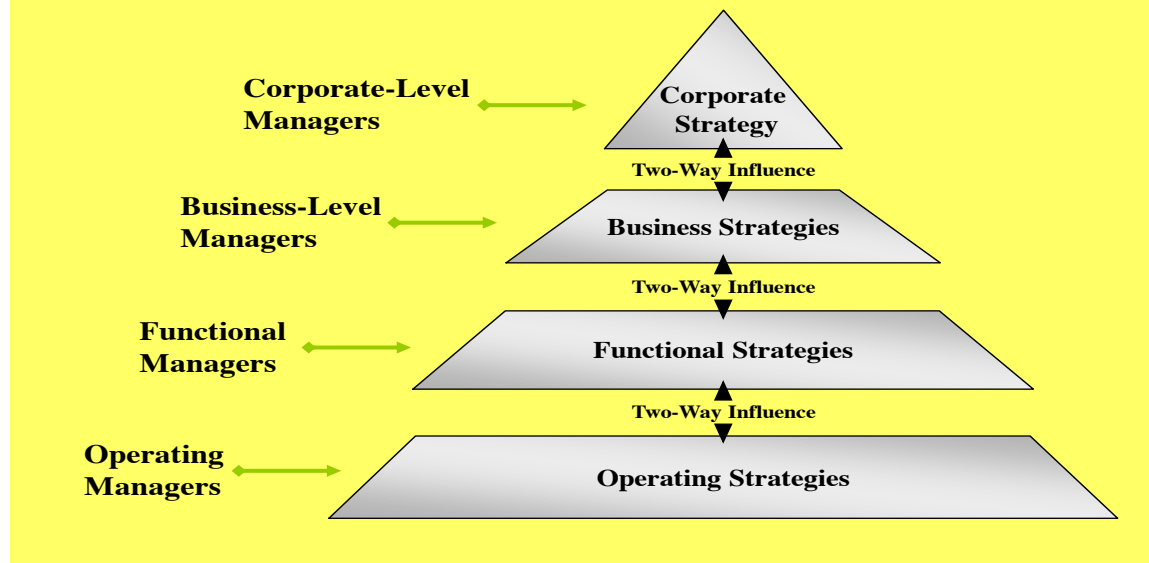 Corporate-Level
Managers
Corporate
Strategy
Two-Way Influence
Business-Level
Managers
Business Strategies
Two-Way Influence
Functional
Managers
Functional Strategies
Two-Way Influence
Operating
Managers
Operating Strategies